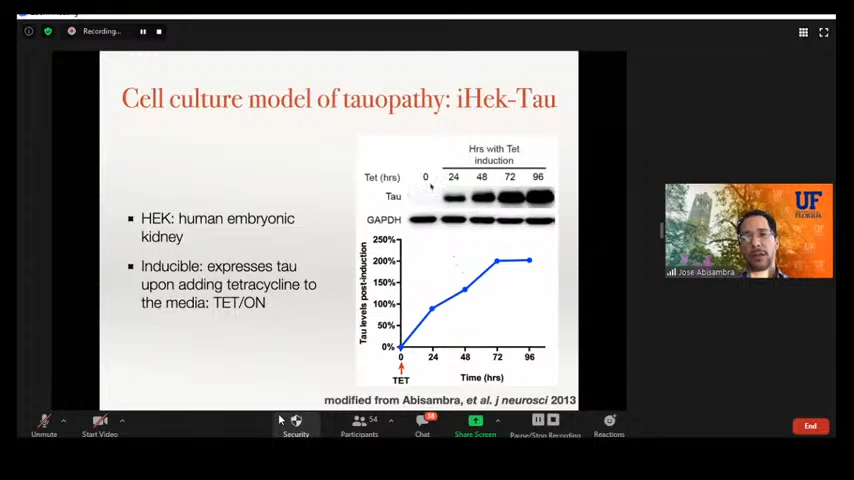 Recording...
Cell culture model of tauopathy: iHek-Tau
HEK: human embryonic
kidney
Inducible: expresses tau
upon adding tetracycline to
the media: TET/ON
Hrs with Tet
induction
Tet (hrs) 0 24 48 72 96
Tau
GAPDH
Tau levels post-induction
250%
200%
150%
100%
50%
0%
0 24 48 72 96
TET
Time (hrs)
modified from Abisambra, et al. j neurosci 2013
UF
FLORIDA
Jose Abisambra
Unmute
Start Video
Security
54
Participants
38
Chat
Share Screen
Pause/Stop Recording
Reactions
End